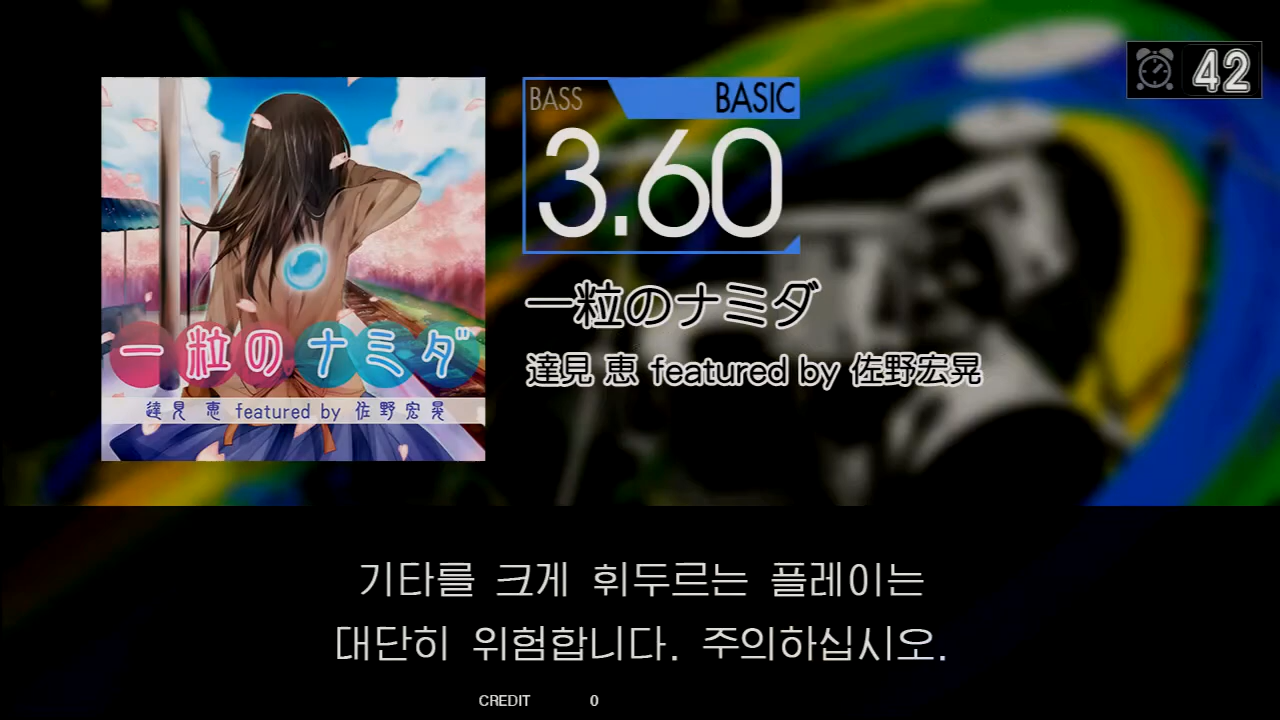 42
BASS BASIC
3.60
一粒のナミダ
達見 恵 featured by 佐野宏晃
一粒のナミダ
達見 恵 featured by 佐野宏晃
기타를 크게 휘두르는 플레이는
대단히 위험합니다. 주의하십시오.
CREDIT 0